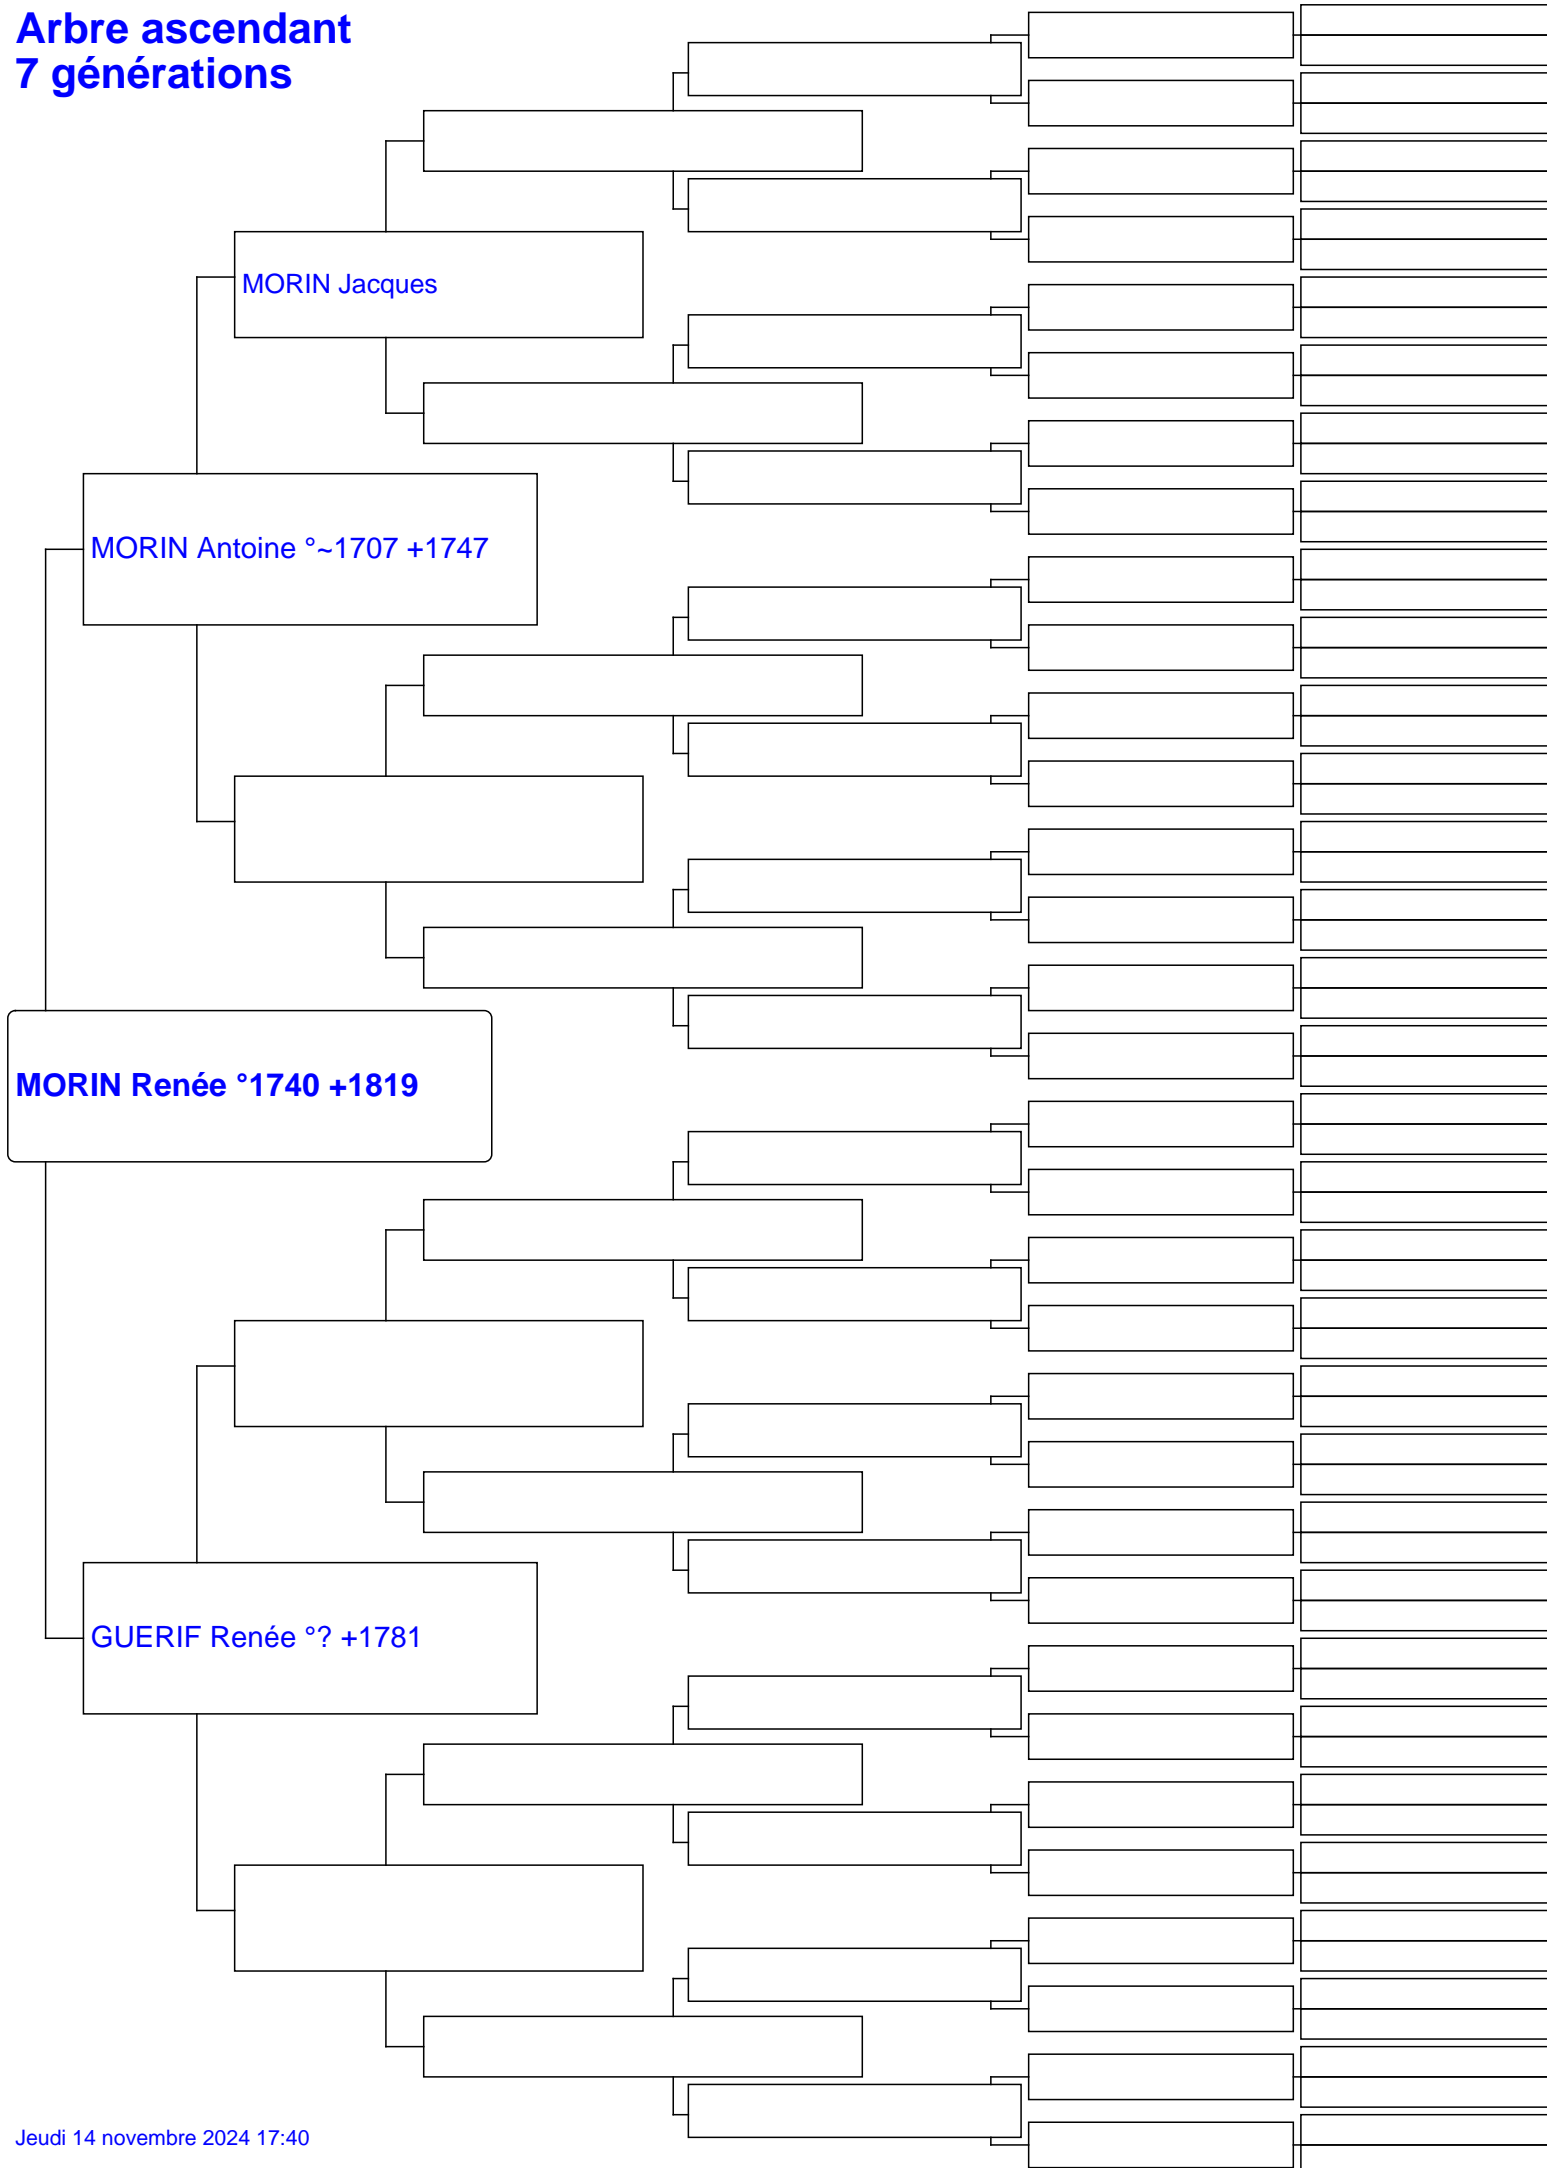 Arbre ascendant
7 générations
MORIN Jacques
MORIN Antoine °~1707 +1747
MORIN Renée °1740 +1819
GUERIF Renée °? +1781
Jeudi 14 novembre 2024 17:40